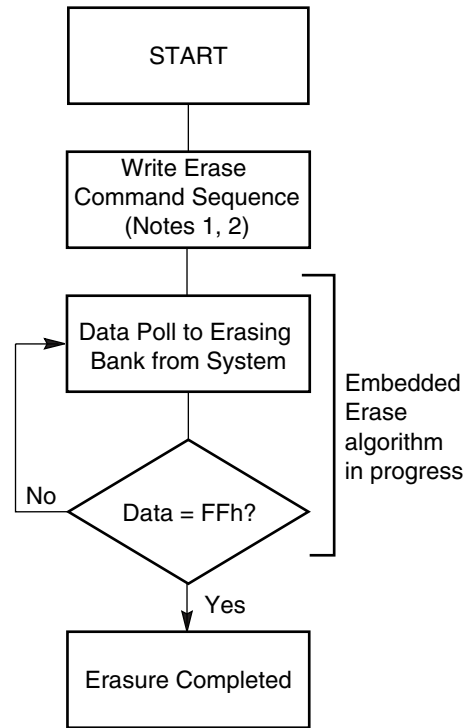 START
Write Erase
Command Sequence
(Notes 1, 2)
Data Poll to Erasing
Bank from System
Embedded
Erase
algorithm
in progress
No
Data = FFh?
Yes
Erasure Completed